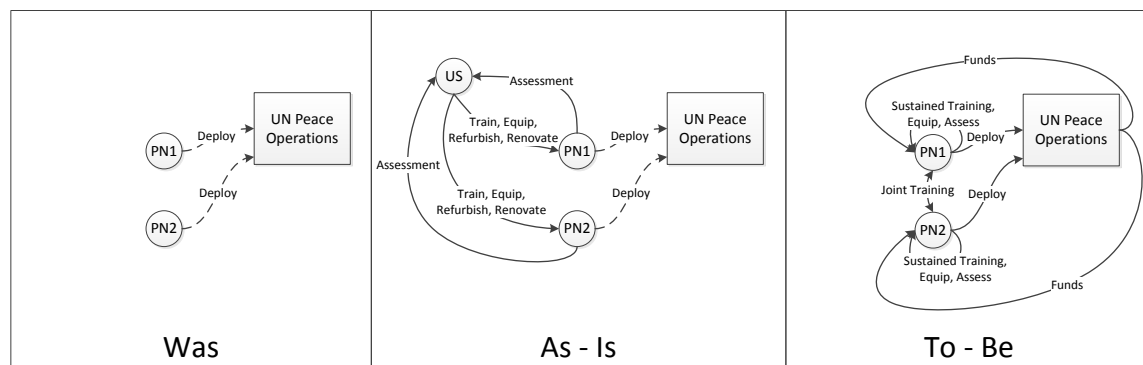 UN Peace
Operations
Deploy
PN1
Deploy
PN2
Was
US
Assessment
UN Peace
Operations
Train, Equip,
Refurbish, Renovate
Deploy
PN1
Assessment
Deploy
Train, Equip,
Refurbish, Renovate
PN2
As - Is
Funds
Sustained Training,
Equip, Assess
UN Peace
Operations
Deploy
PN1
Joint Training
Deploy
PN2
Sustained Training,
Equip, Assess
Funds
To - Be